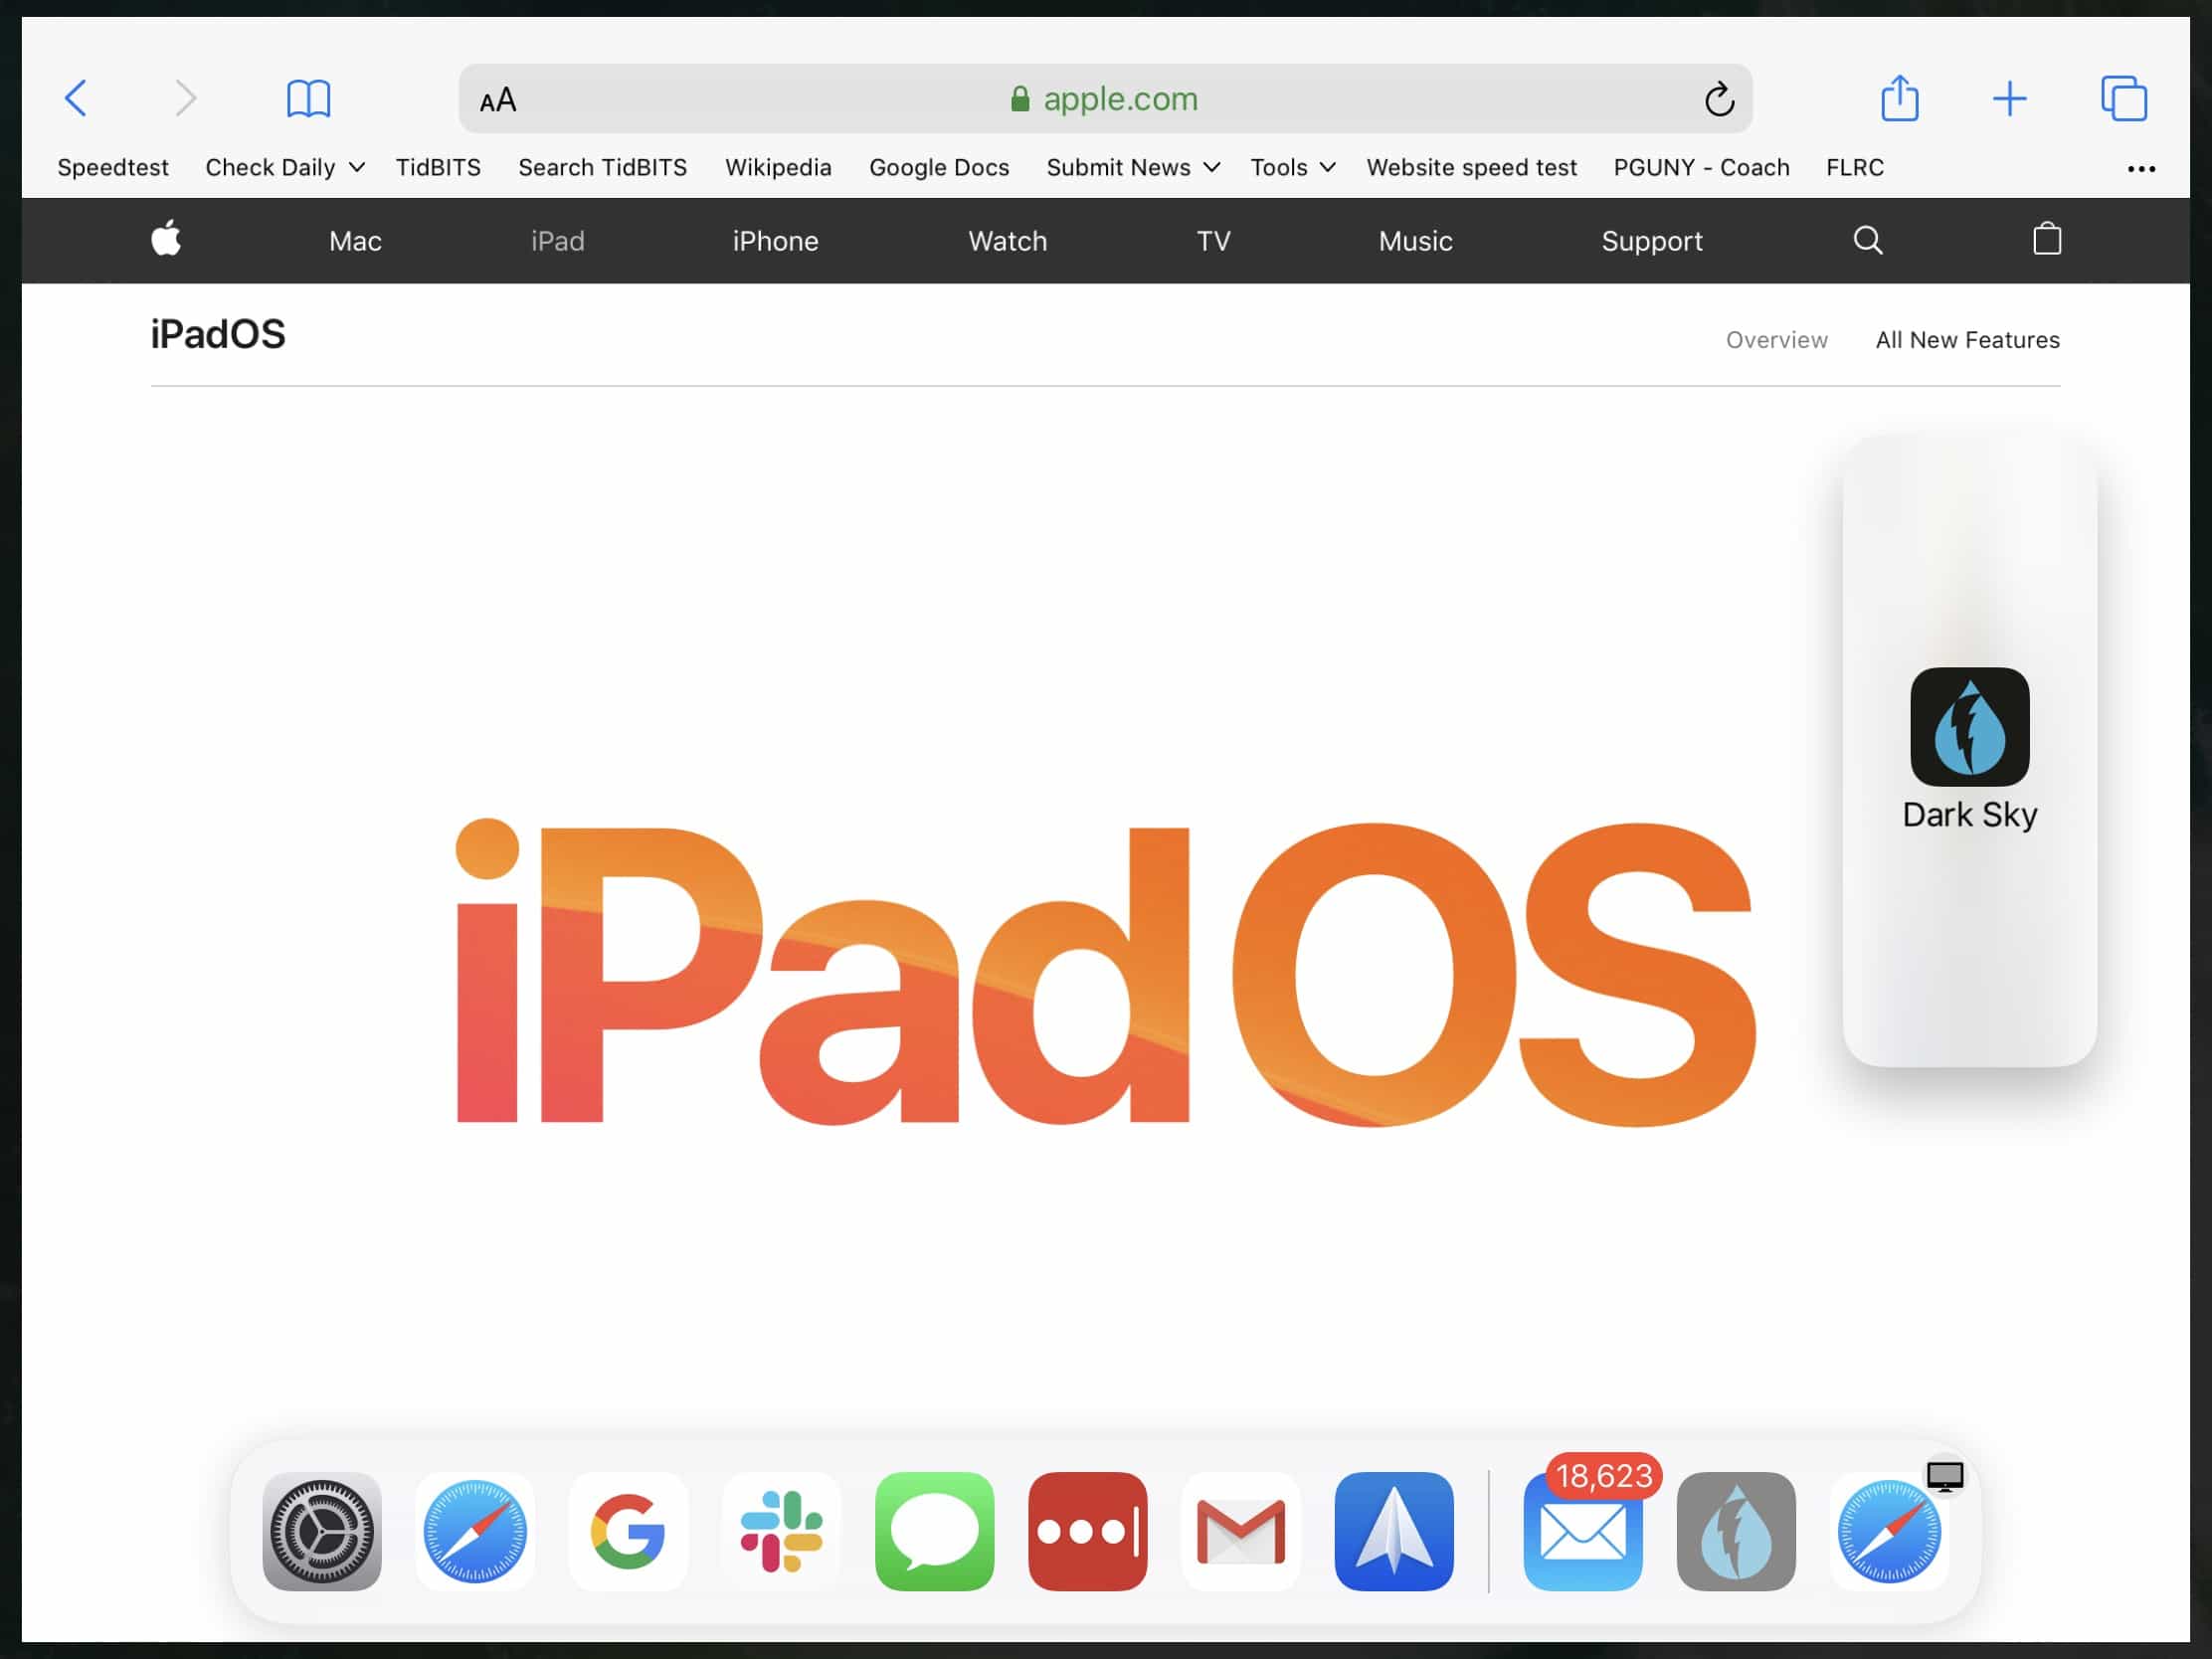 AA apple.com
Speedtest Check Daily TidBITS Search TidBITS Wikipedia Google Docs Submit News Tools Website speed test PGUNY - Coach FLRC
Mac iPad iPhone Watch TV Music Support
iPadOS
Overview All New Features
Dark Sky
iPadOS
18,623